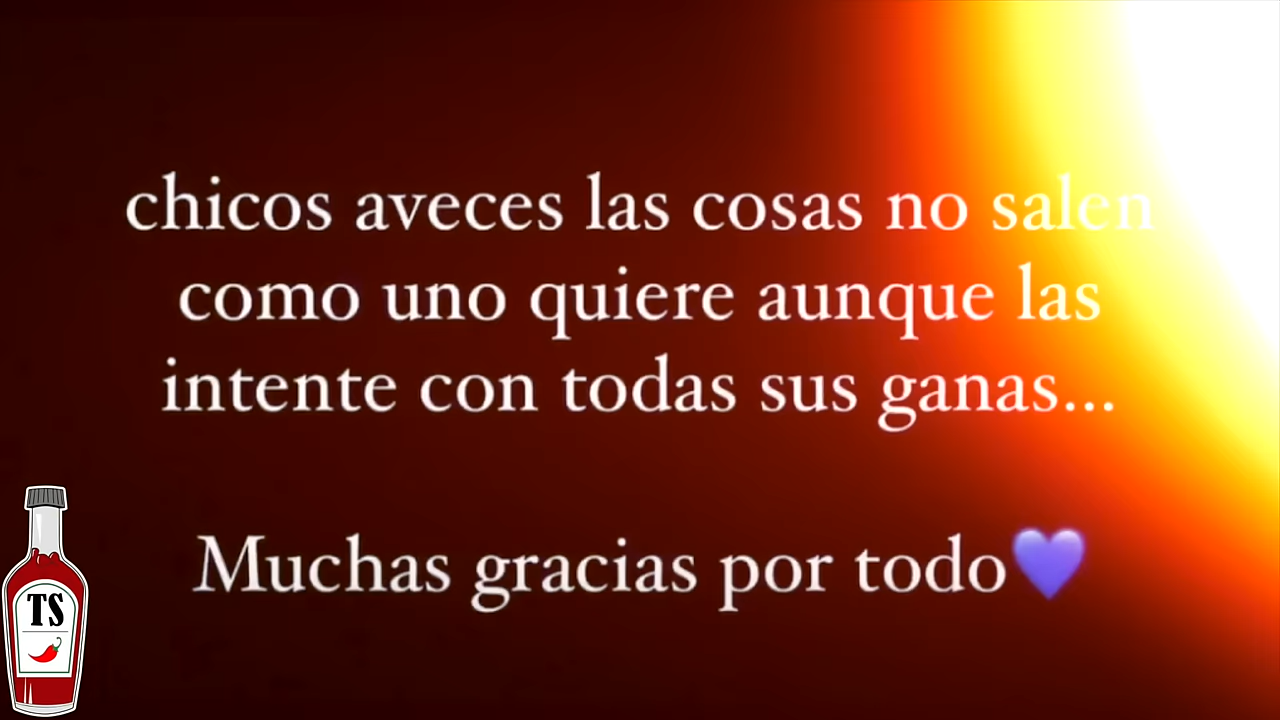 chicos aveces las cosas no salen
como uno quiere aunque las
intente con todas sus ganas...
Muchas gracias por todo💜
TS